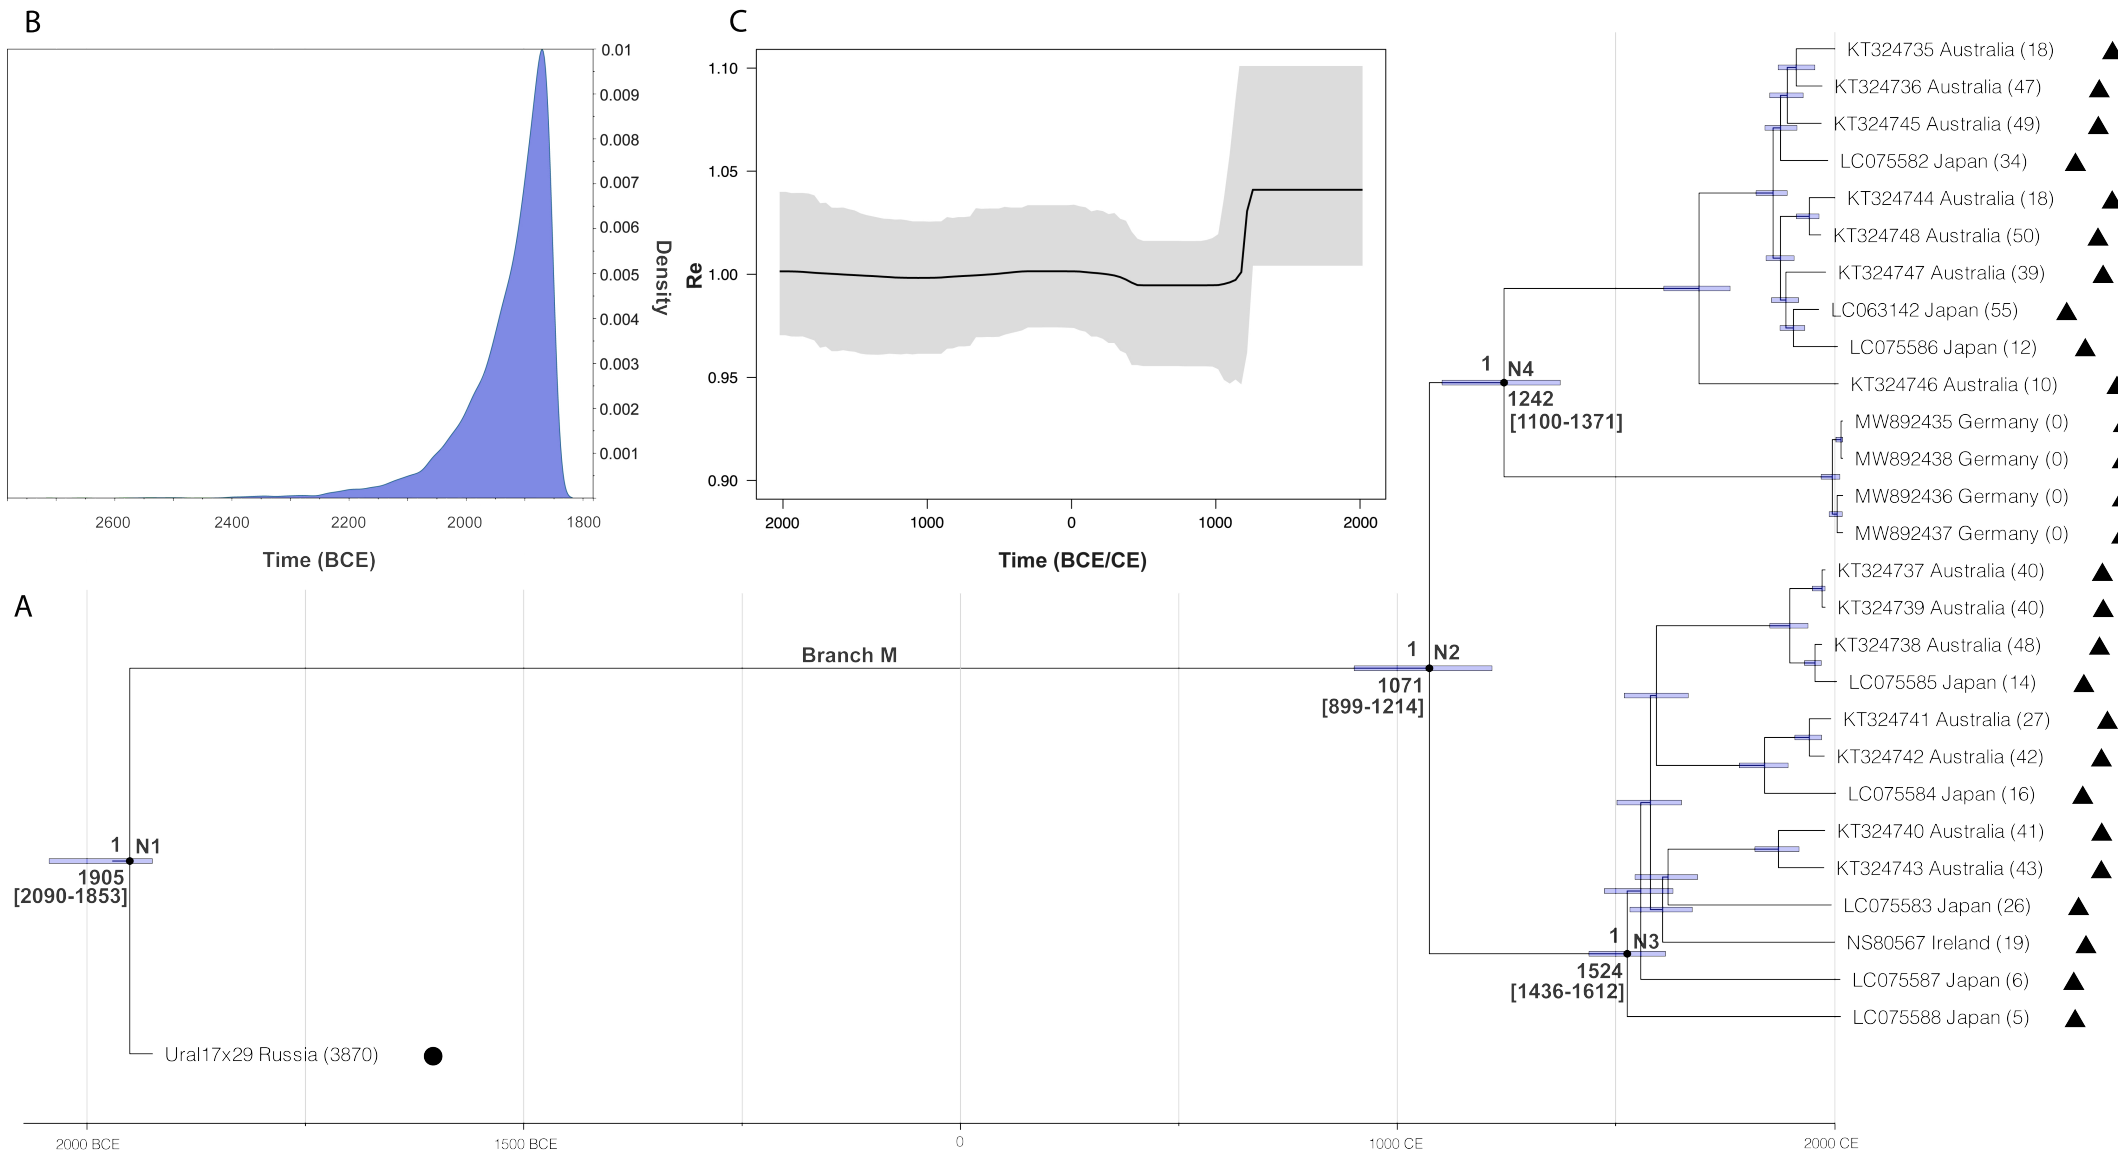 B
0.01
0.009
0.008
0.007
0.006
0.005
0.004
0.003
0.002
0.001
Density
2600
2400
2200
2000
1800
Time (BCE)
C
1.10
1.05
1.00
0.95
0.90
Re
2000
1000
0
1000
2000
Time (BCE/CE)
A
Branch M
1 N1
1905
[2090-1853]
1 N2
1071
[899-1214]
1 N4
1242
[1100-1371]
1 N3
1524
[1436-1612]
KT324735 Australia (18)
KT324736 Australia (47)
KT324745 Australia (49)
LC075582 Japan (34)
KT324744 Australia (18)
KT324748 Australia (50)
KT324747 Australia (39)
LC063142 Japan (55)
LC075586 Japan (12)
KT324746 Australia (10)
MW892435 Germany (0)
MW892438 Germany (0)
MW892436 Germany (0)
MW892437 Germany (0)
KT324737 Australia (40)
KT324739 Australia (40)
KT324738 Australia (48)
LC075585 Japan (14)
KT324741 Australia (27)
KT324742 Australia (42)
LC075584 Japan (16)
KT324740 Australia (41)
KT324743 Australia (43)
LC075583 Japan (26)
NS80567 Ireland (19)
LC075587 Japan (6)
LC075588 Japan (5)
Ural17x29 Russia (3870)
2000 BCE
1500 BCE
0
1000 CE
2000 CE